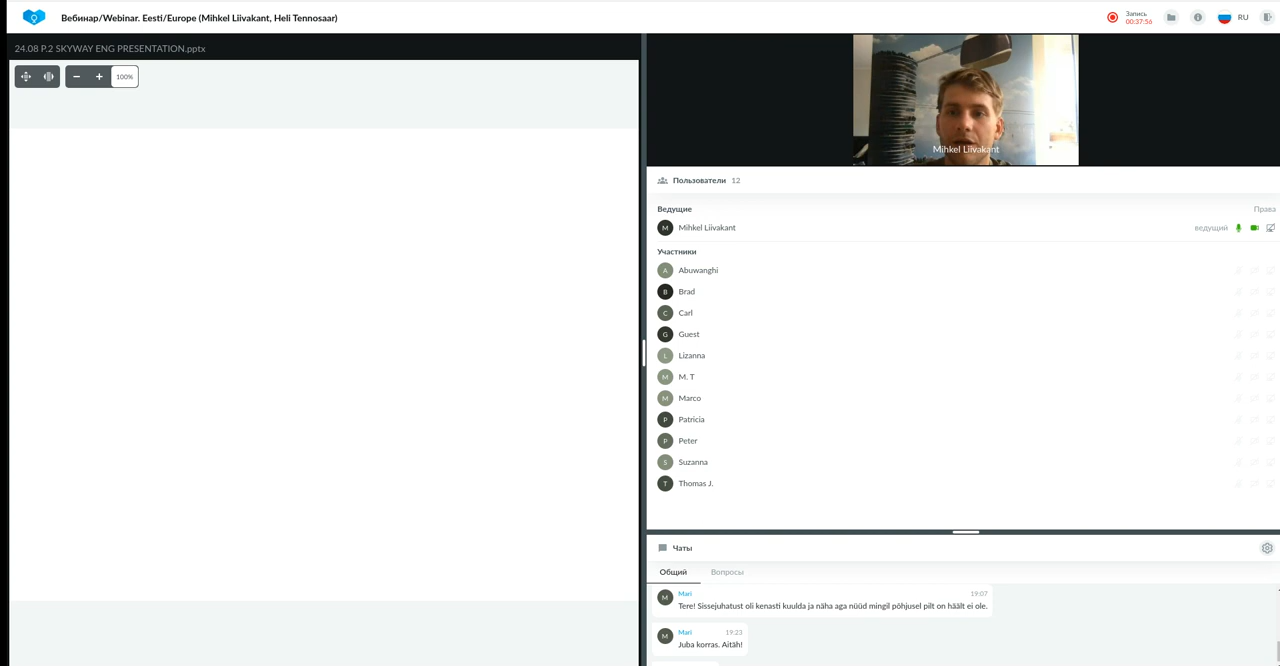 Вебинар/Webinar. Eesti/Europe (Mihkel Liivakant, Heli Tennosaar)
Запись
00:37:56
RU
24.08 P.2 SKYWAY ENG PRESENTATION.pptx
100%
Mihkel Liivakant
Пользователи 12
Ведущие Права
M Mihkel Liivakant ведущий
Участники
A Abuwanghi
B Brad
C Carl
G Guest
L Lizanna
M M. T
M Marco
P Patricia
P Peter
S Suzanna
T Thomas J.
Чаты
Общий Вопросы
M Mari 19:07
Tere! Sissejuhatust oli kenasti kuulda ja näha aga nüüd mingil põhjusel pilt on häält ei ole.
M Mari 19:23
Juba korras. Aitäh!